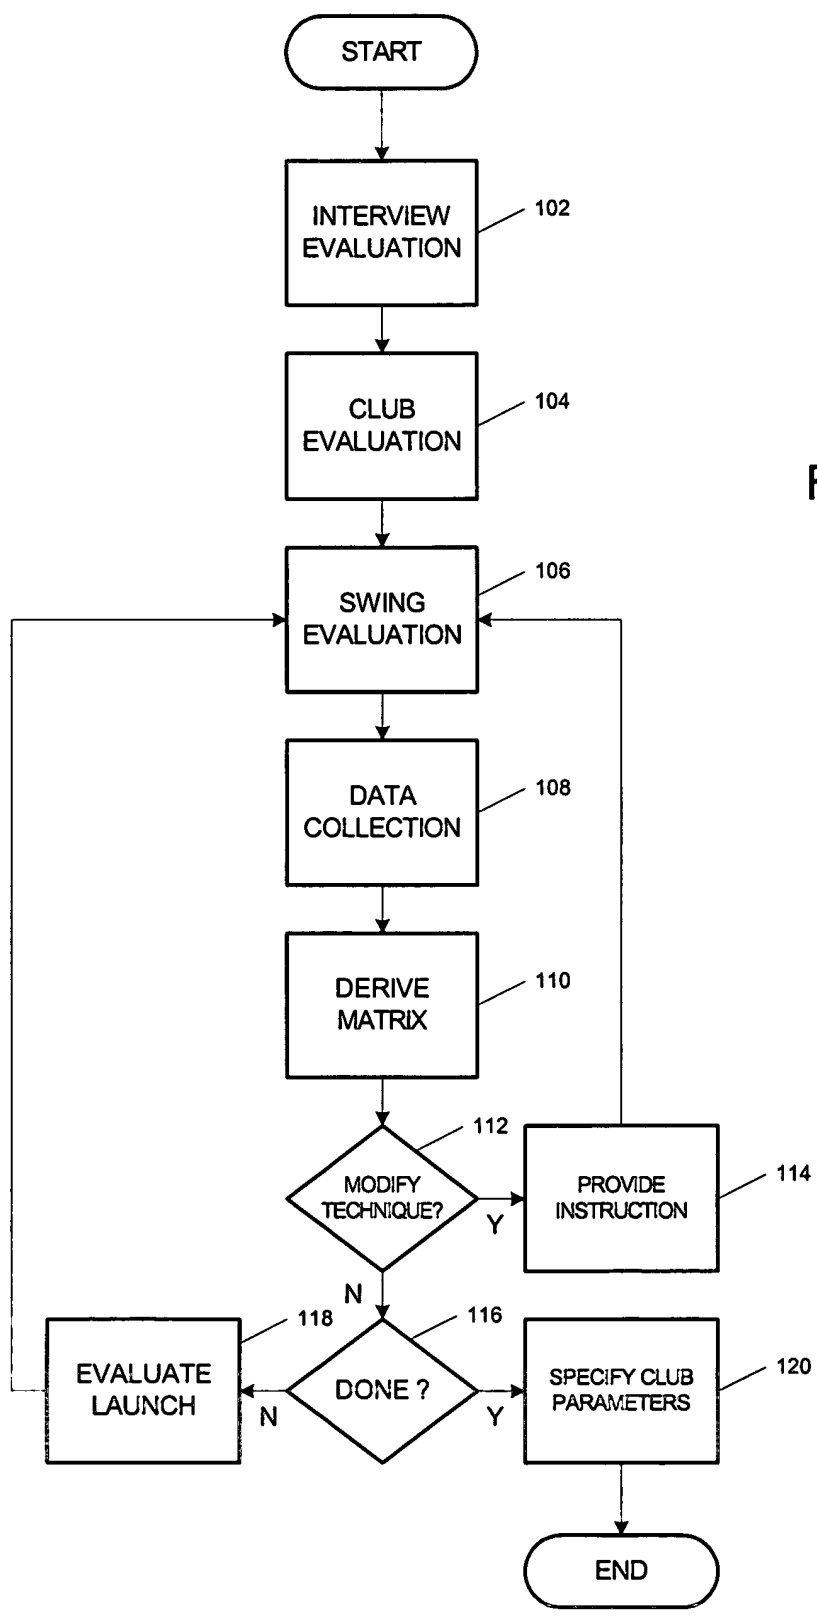 START
INTERVIEW
EVALUATION
102
CLUB
EVALUATION
104
F
SWING
EVALUATION
106
DATA
COLLECTION
108
DERIVE
MATRIX
110
MODIFY
TECHNIQUE?
112
Y
PROVIDE
INSTRUCTION
114
N
EVALUATE
LAUNCH
118
N
DONE ?
116
Y
SPECIFY CLUB
PARAMETERS
120
END